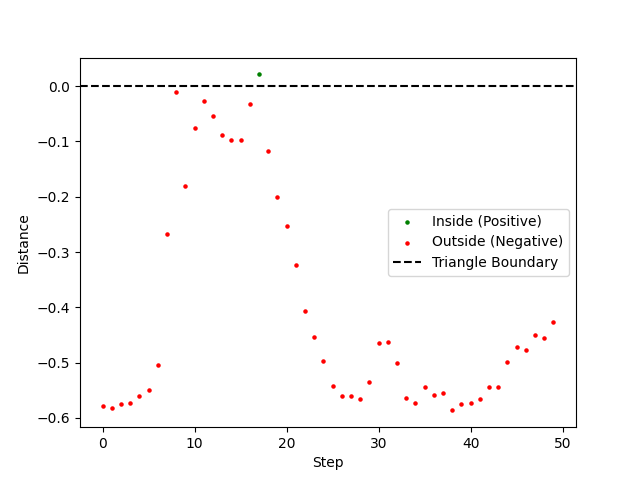 0.0
−0.1
−0.2
−0.3
−0.4
−0.5
−0.6
Distance
Inside (Positive)
Outside (Negative)
Triangle Boundary
0 10 20 30 40 50
Step